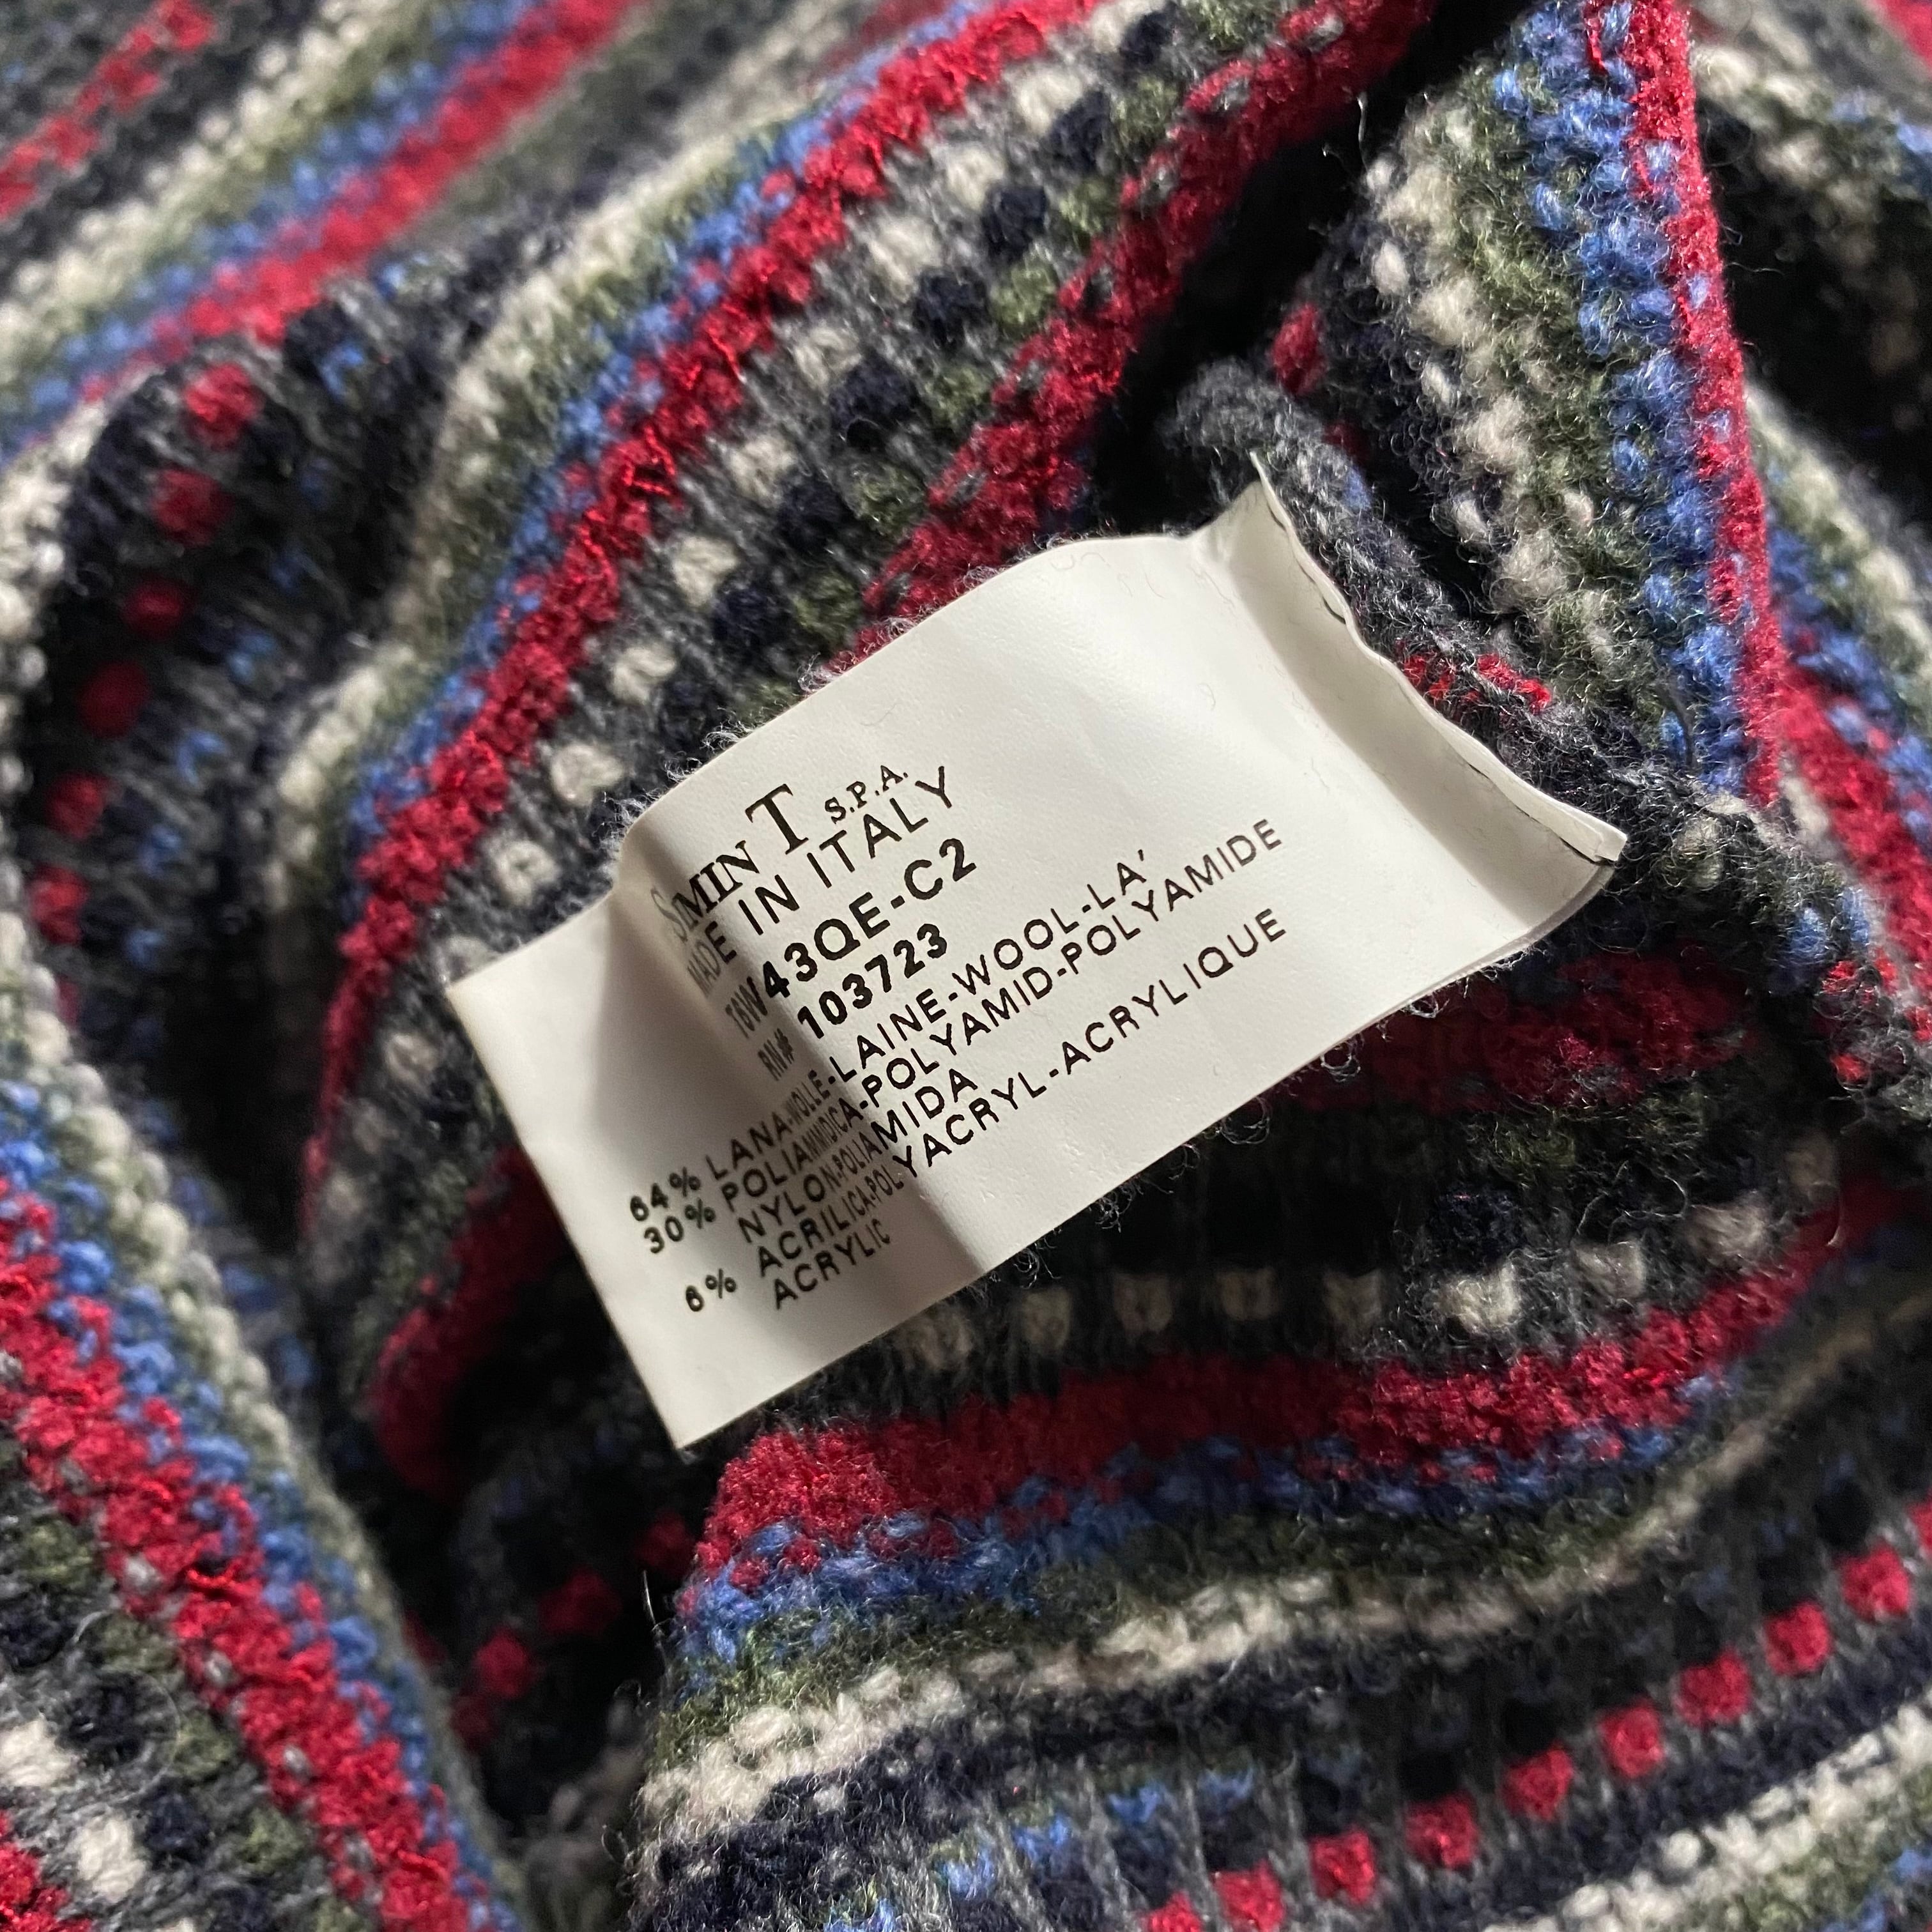 SIMINT S.P.A.
MADE IN ITALY
T6W43QE-C2
RN# 103723
64% LANA-WOLLE-LAINE-WOOL-LA'
30% POLIAMMIDICA-POLYAMID-POLYAMIDE
NYLON-POLIAMIDA
6% ACRILICA-POLYACRYL-ACRYLIQUE
ACRYLIC